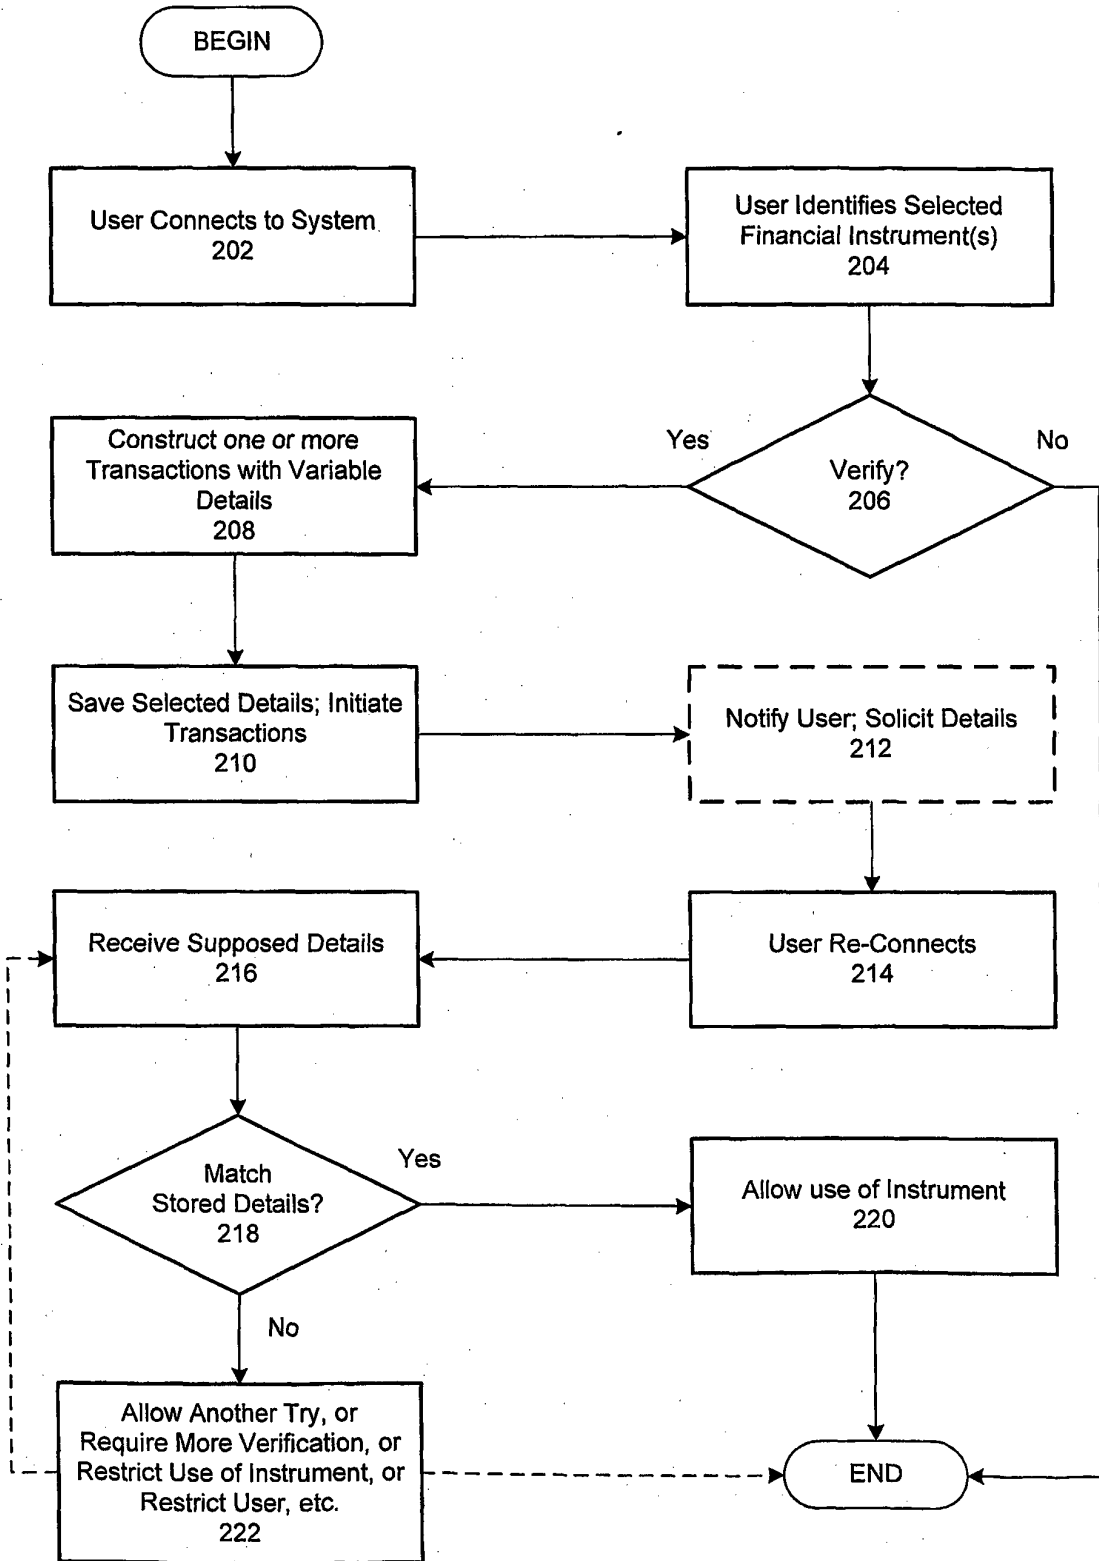 BEGIN
User Connects to System
202
User Identifies Selected
Financial Instrument(s)
204
Verify?
206
Yes
No
Construct one or more
Transactions with Variable
Details
208
Save Selected Details; Initiate
Transactions
210
Notify User; Solicit Details
212
User Re-Connects
214
Receive Supposed Details
216
Match
Stored Details?
218
Yes
No
Allow use of Instrument
220
Allow Another Try, or
Require More Verification, or
Restrict Use of Instrument, or
Restrict User, etc.
222
END